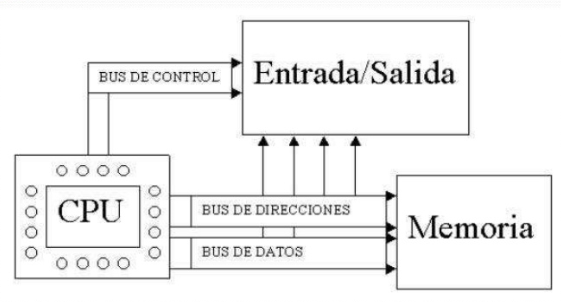 BUS DE CONTROL
Entrada/Salida
CPU
BUS DE DIRECCIONES
BUS DE DATOS
Memoria